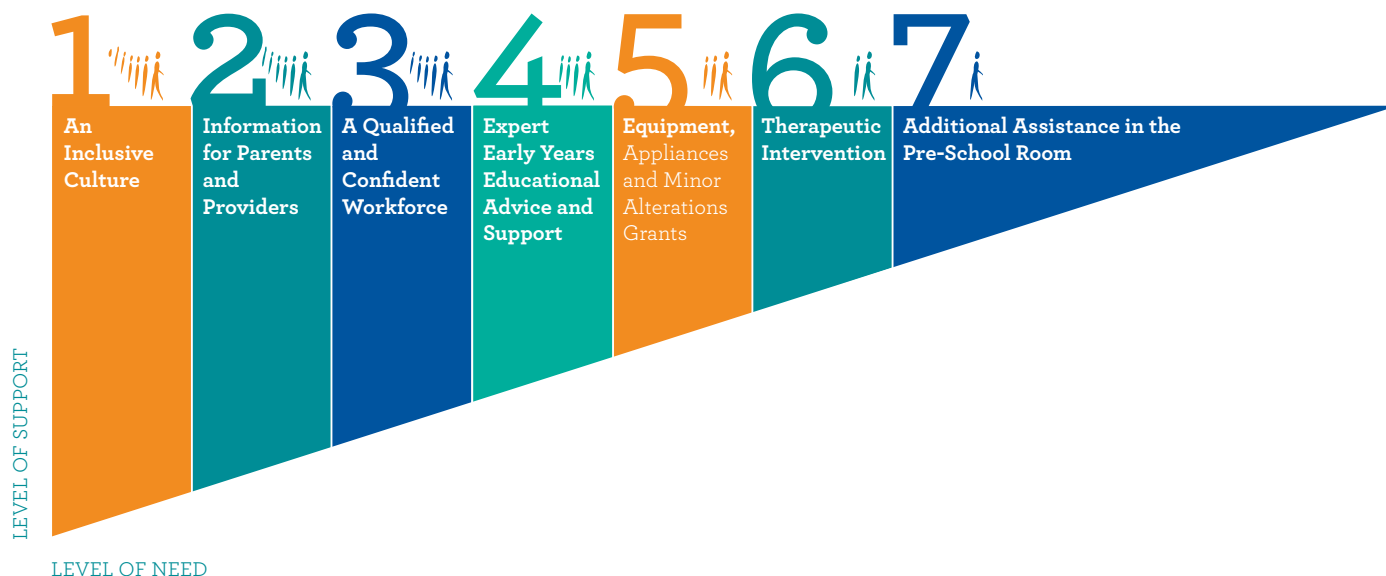 1
An
Inclusive
Culture
2
Information
for Parents
and
Providers
3
A Qualified
and
Confident
Workforce
4
Expert
Early Years
Educational
Advice and
Support
5
Equipment,
Appliances
and Minor
Alterations
Grants
6
Therapeutic
Intervention
7
Additional Assistance in the
Pre-School Room
LEVEL OF SUPPORT
LEVEL OF NEED